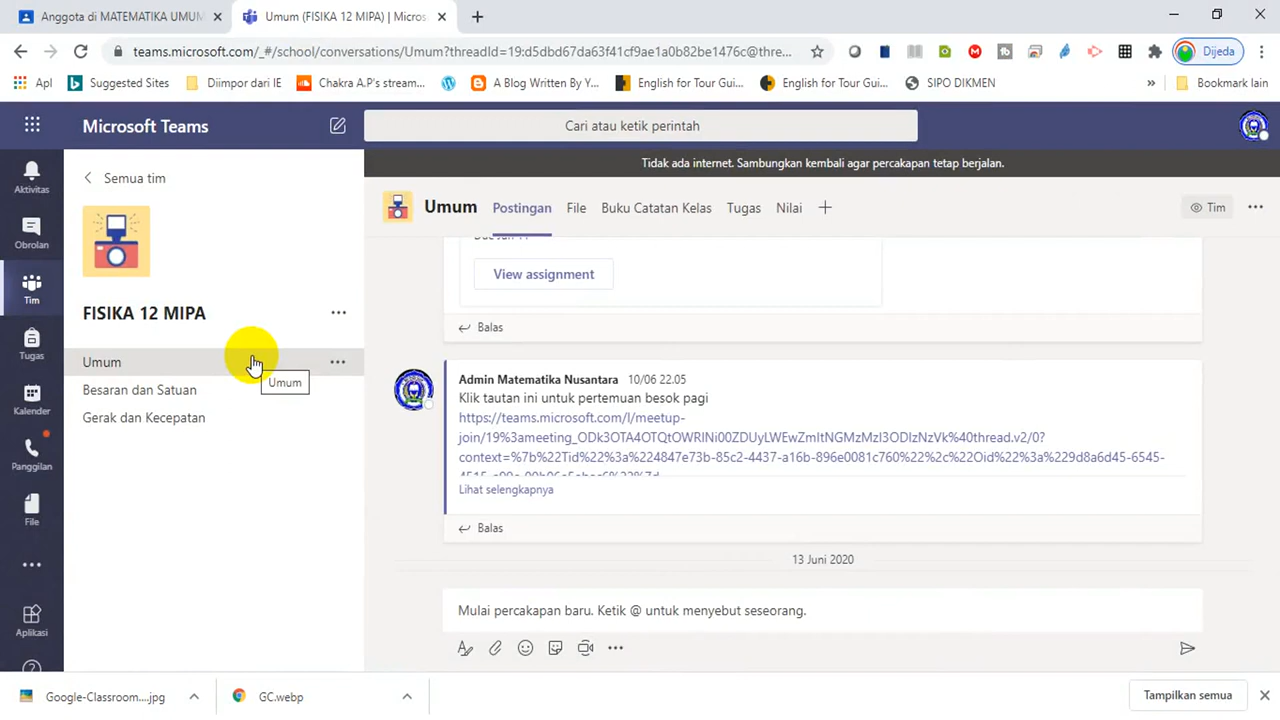 Anggota di MATEMATIKA UMUM
Umum (FISIKA 12 MIPA) | Micros
teams.microsoft.com/_#/school/conversations/Umum?threadId=19:d5dbd67da63f41cf9ae1a0b82be1476c@thre...
Dijeda
Apl
Suggested Sites
Diimpor dari IE
Chakra A.P's stream...
A Blog Written By Y...
English for Tour Gui...
English for Tour Gui...
SIPO DIKMEN
»
Bookmark lain
Microsoft Teams
Cari atau ketik perintah
Tidak ada internet. Sambungkan kembali agar percakapan tetap berjalan.
Aktivitas
Obrolan
Tim
Tugas
Kalender
Panggilan
File
Aplikasi
Semua tim
FISIKA 12 MIPA
Umum
Umum
Besaran dan Satuan
Gerak dan Kecepatan
Umum
Postingan
File
Buku Catatan Kelas
Tugas
Nilai
Tim
View assignment
Balas
Admin Matematika Nusantara 10/06 22.05
Klik tautan ini untuk pertemuan besok pagi
https://teams.microsoft.com/l/meetup-
join/19%3ameeting_ODk3OTA4OTQtOWRlNi00ZDUyLWEwZmItNGMzMzI3ODIzNzVk%40thread.v2/0?
context=%7b%22Tid%22%3a%224847e73b-85c2-4437-a16b-896e0081c760%22%2c%22Oid%22%3a%229d8a6d45-6545-
Lihat selengkapnya
Balas
13 Juni 2020
Mulai percakapan baru. Ketik @ untuk menyebut seseorang.
Google-Classroom....jpg
GC.webp
Tampilkan semua